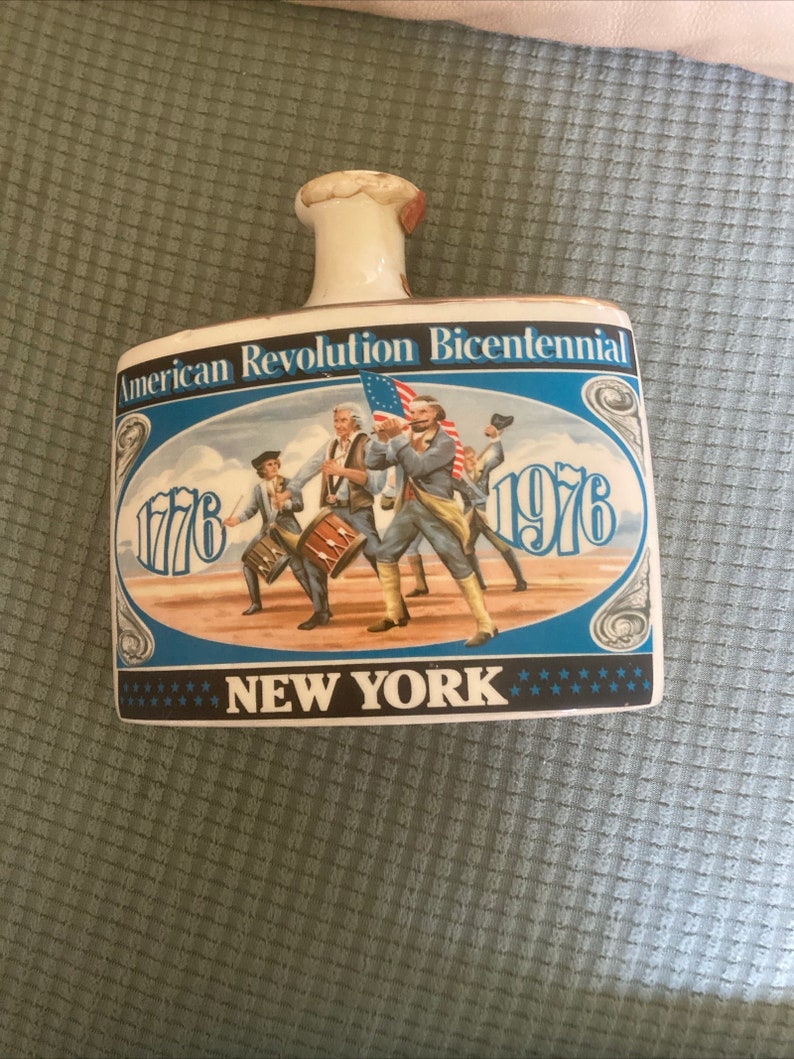 American Revolution Bicentennial
1776 1976
NEW YORK